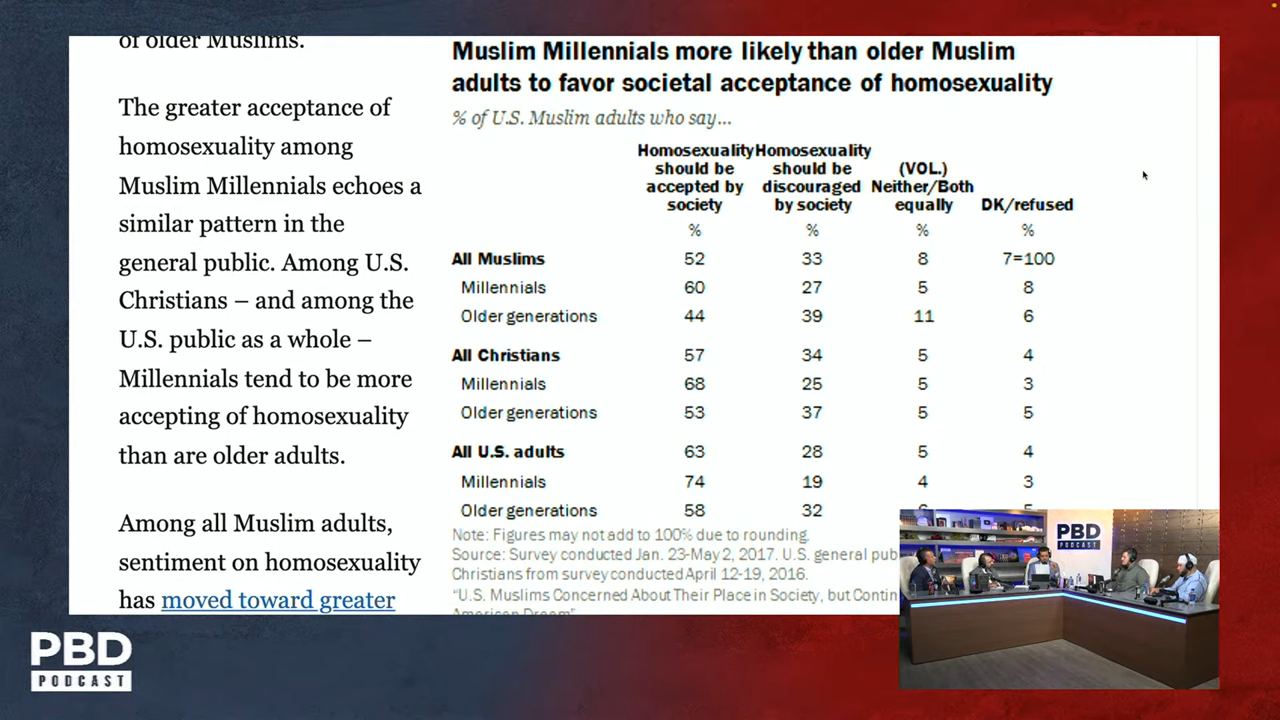 of older Muslims.
The greater acceptance of
homosexuality among
Muslim Millennials echoes a
similar pattern in the
general public. Among U.S.
Christians – and among the
U.S. public as a whole –
Millennials tend to be more
accepting of homosexuality
than are older adults.
Among all Muslim adults,
sentiment on homosexuality
has moved toward greater
Muslim Millennials more likely than older Muslim
adults to favor societal acceptance of homosexuality
% of U.S. Muslim adults who say...
Homosexuality should be accepted by society
Homosexuality should be discouraged by society
(VOL.) Neither/Both equally
DK/refused
% % % %
All Muslims 52 33 8 7=100
Millennials 60 27 5 8
Older generations 44 39 11 6
All Christians 57 34 5 4
Millennials 68 25 5 3
Older generations 53 37 5 5
All U.S. adults 63 28 5 4
Millennials 74 19 4 3
Older generations 58 32
Note: Figures may not add to 100% due to rounding.
Source: Survey conducted Jan. 23-May 2, 2017. U.S. general
Christians from survey conducted April 12-19, 2016.
"U.S. Muslims Concerned About Their Place in Society, but
American Dream"
PBD
PODCAST
PBD
PODCAST